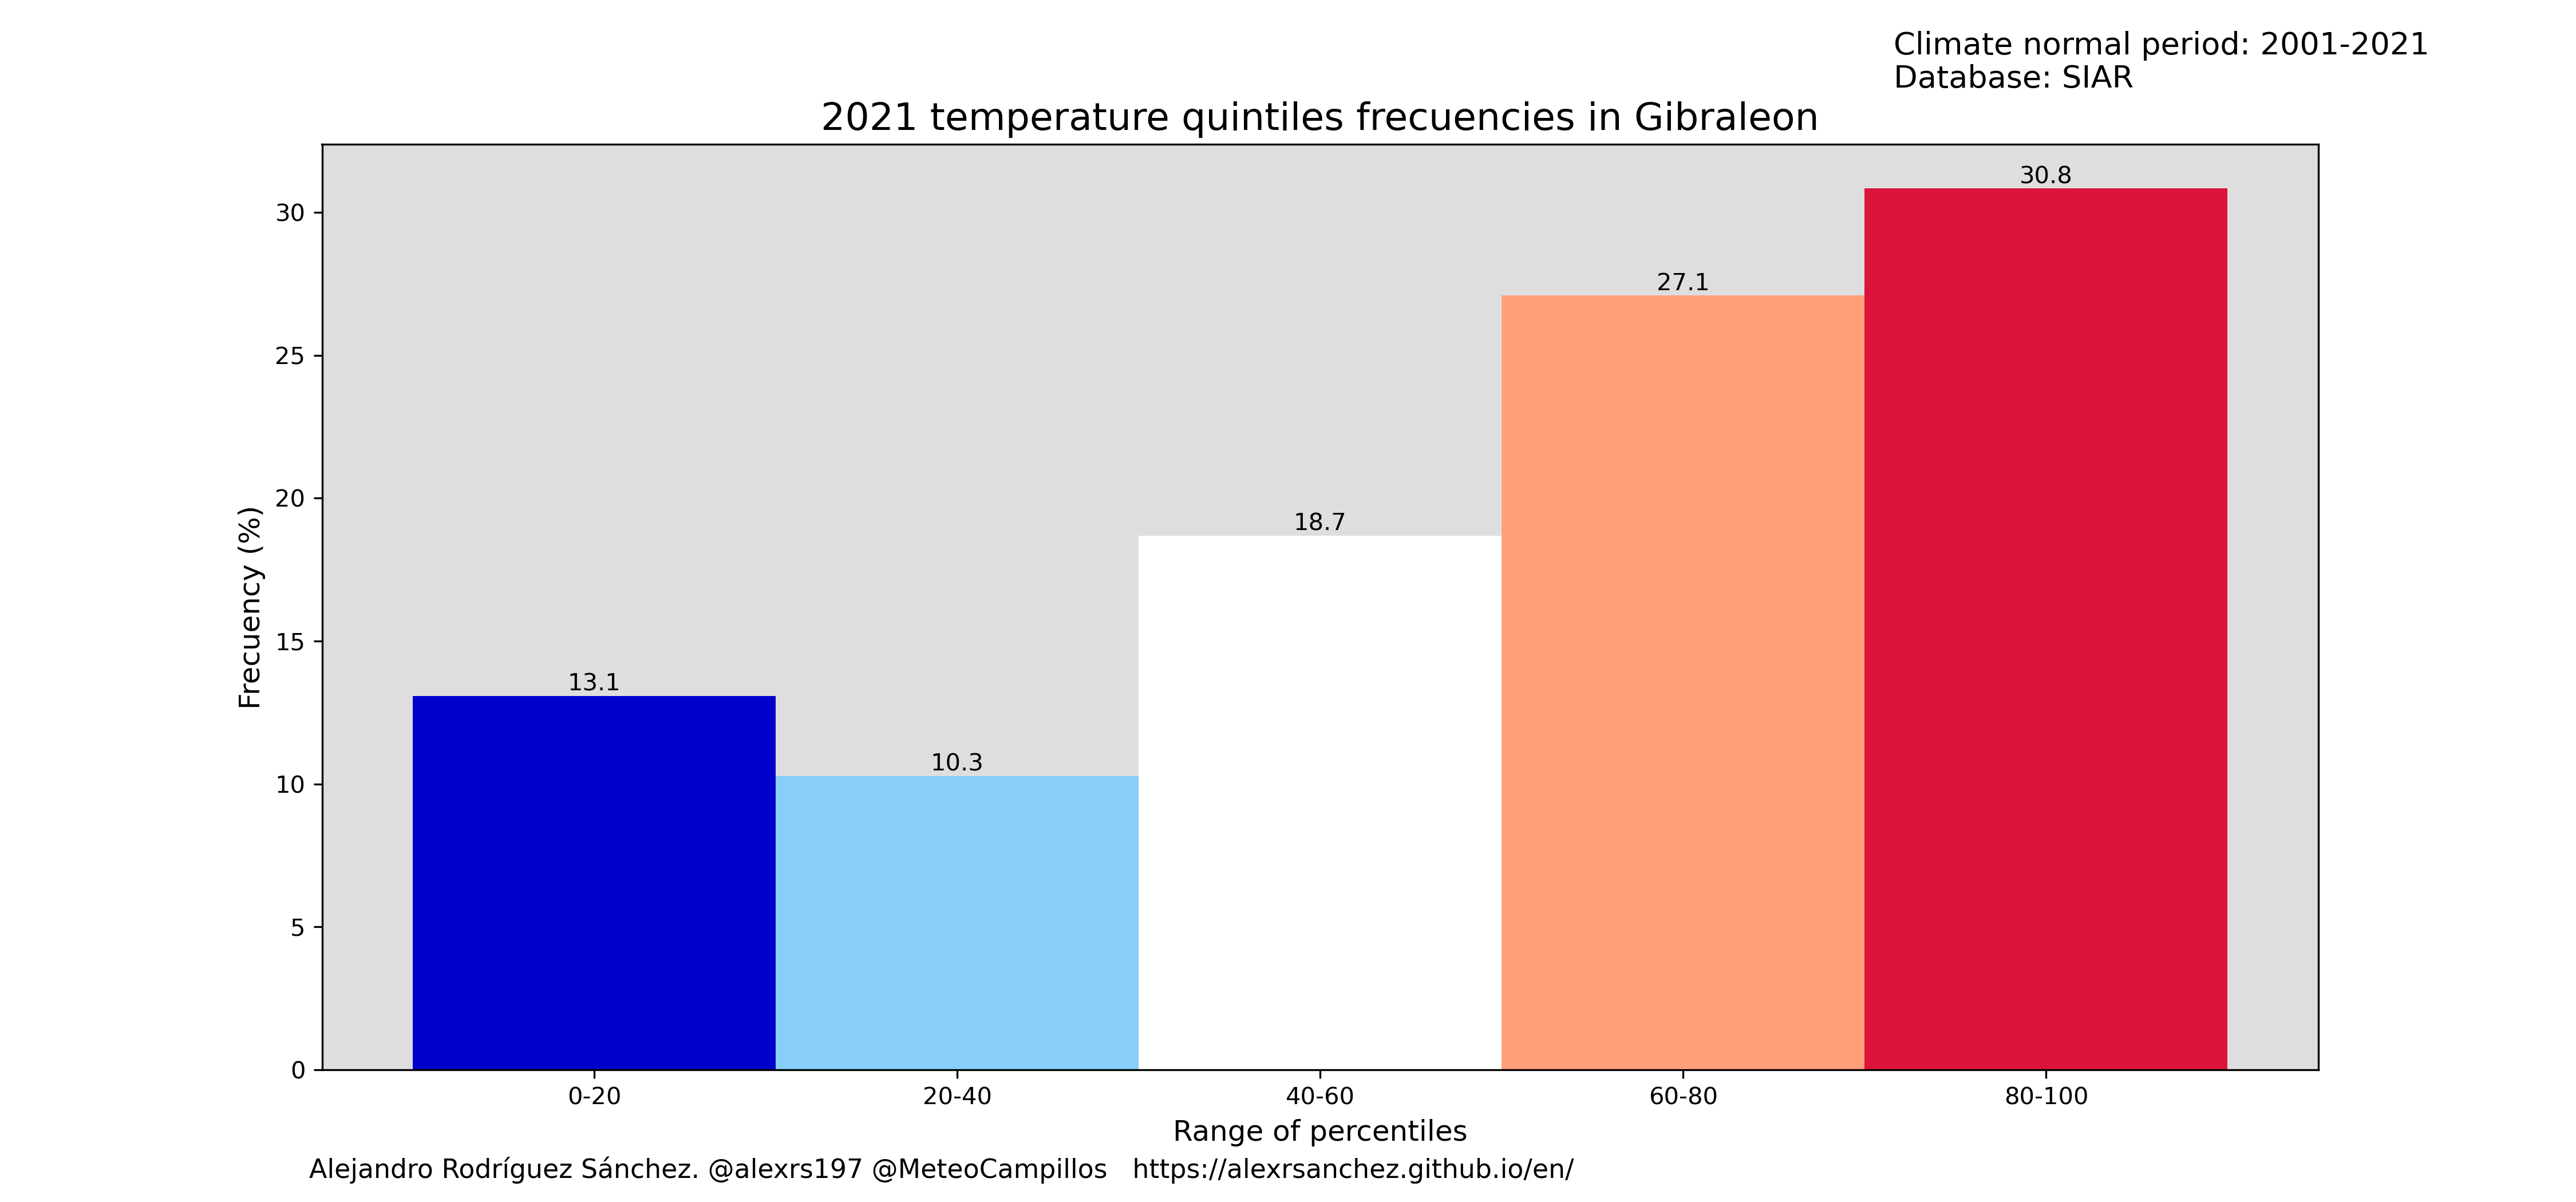 Climate normal period: 2001-2021
Database: SIAR
2021 temperature quintiles frecuencies in Gibraleon
30.8
27.1
18.7
13.1
10.3
30
25
20
15
10
5
0
Frecuency (%)
0-20 20-40 40-60 60-80 80-100
Range of percentiles
Alejandro Rodríguez Sánchez. @alexrs197 @MeteoCampillos https://alexrsanchez.github.io/en/